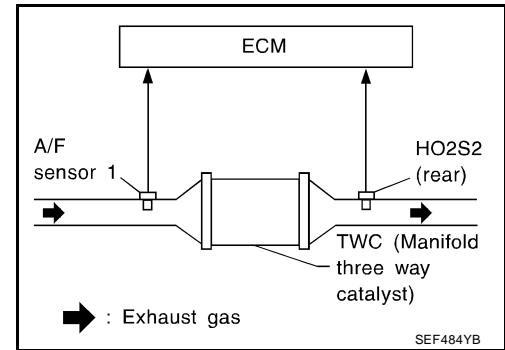 ECM
A/F
sensor 1
HO2S2
(rear)
TWC (Manifold
three way
catalyst)
: Exhaust gas
SEF484YB